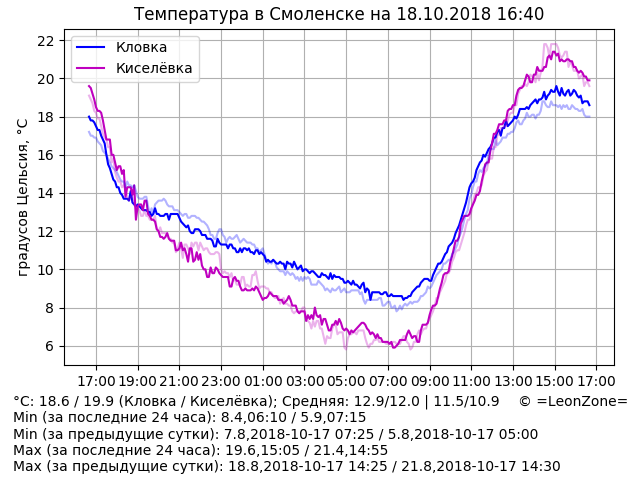 Температура в Смоленске на 18.10.2018 16:40
Кловка
Киселёвка
градусов Цельсия, °C
22
20
18
16
14
12
10
8
6
17:00 19:00 21:00 23:00 01:00 03:00 05:00 07:00 09:00 11:00 13:00 15:00 17:00
°C: 18.6 / 19.9 (Кловка / Киселёвка); Средняя: 12.9/12.0 | 11.5/10.9 © =LeonZone=
Min (за последние 24 часа): 8.4,06:10 / 5.9,07:15
Min (за предыдущие сутки): 7.8,2018-10-17 07:25 / 5.8,2018-10-17 05:00
Max (за последние 24 часа): 19.6,15:05 / 21.4,14:55
Max (за предыдущие сутки): 18.8,2018-10-17 14:25 / 21.8,2018-10-17 14:30